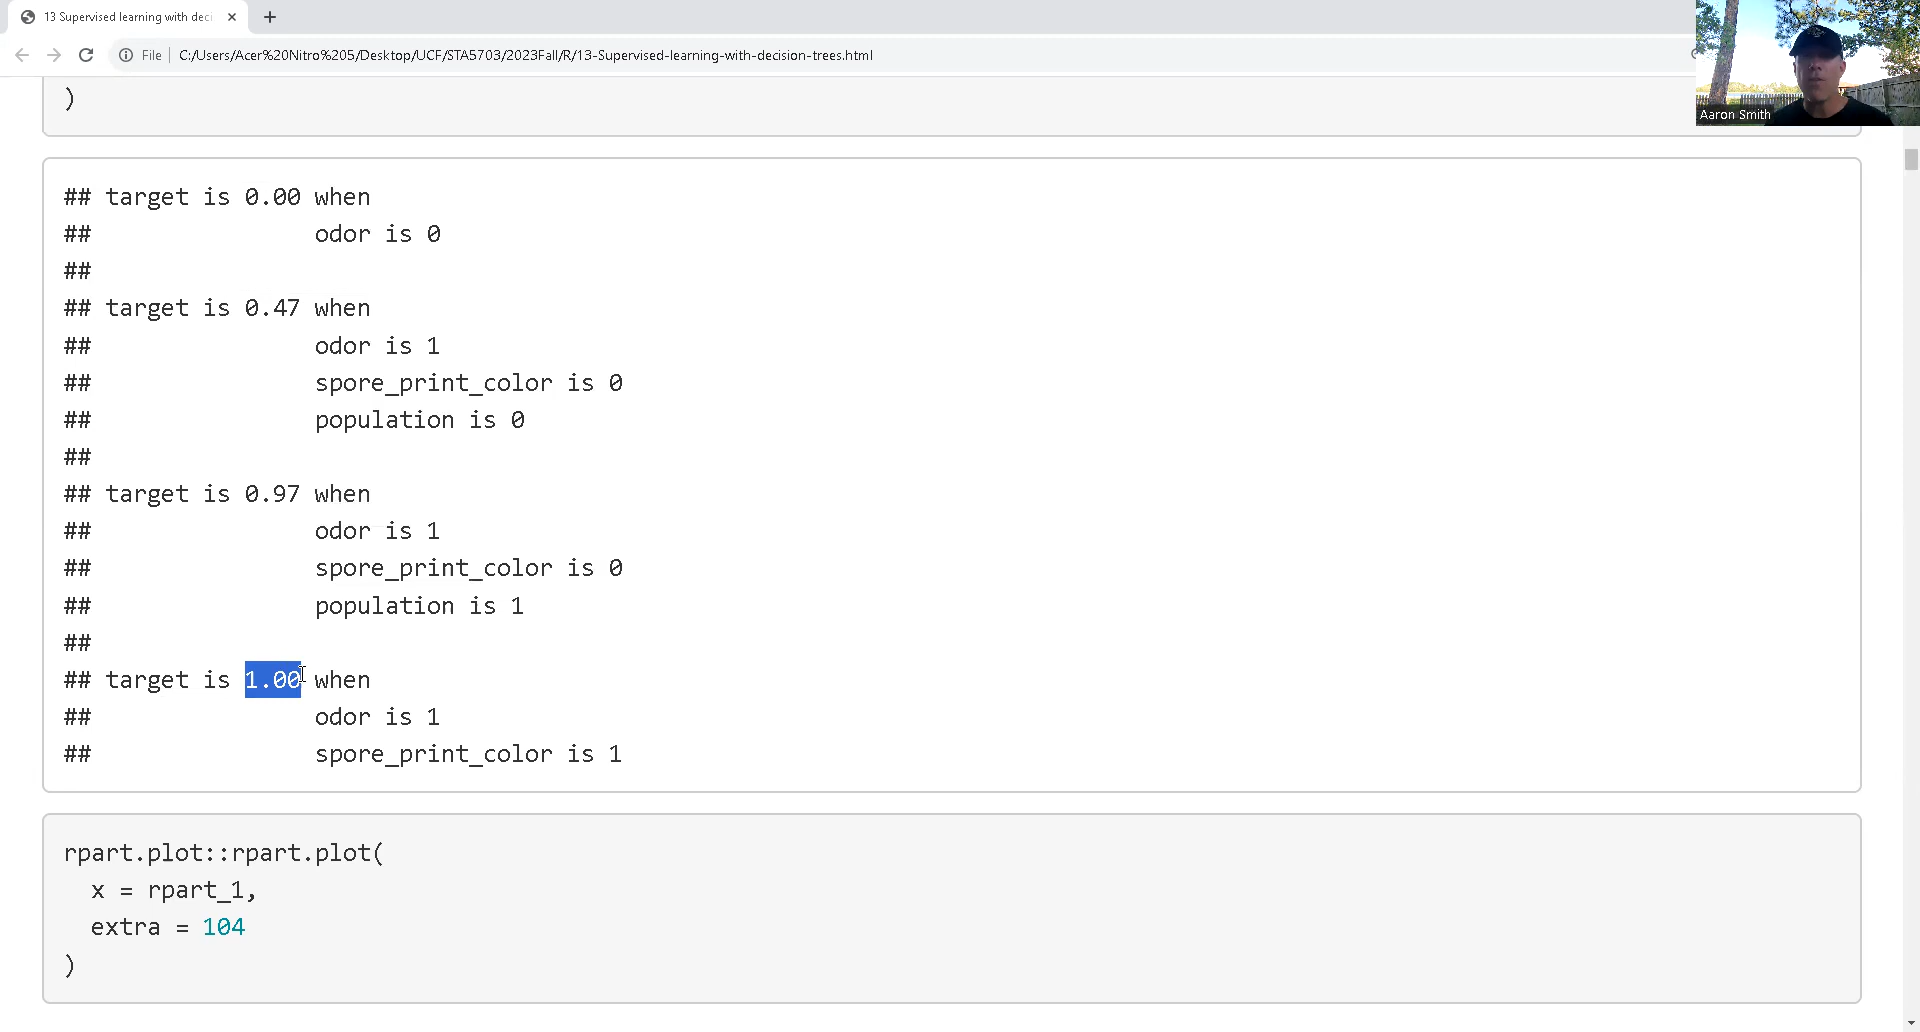 13 Supervised learning with deci
File
C:/Users/Acer%20Nitro%205/Desktop/UCF/STA5703/2023Fall/R/13-Supervised-learning-with-decision-trees.html
Aaron Smith
)
## target is 0.00 when
## odor is 0
##
## target is 0.47 when
## odor is 1
## spore_print_color is 0
## population is 0
##
## target is 0.97 when
## odor is 1
## spore_print_color is 0
## population is 1
##
## target is 1.00 when
## odor is 1
## spore_print_color is 1
rpart.plot::rpart.plot(
x = rpart_1,
extra = 104
)